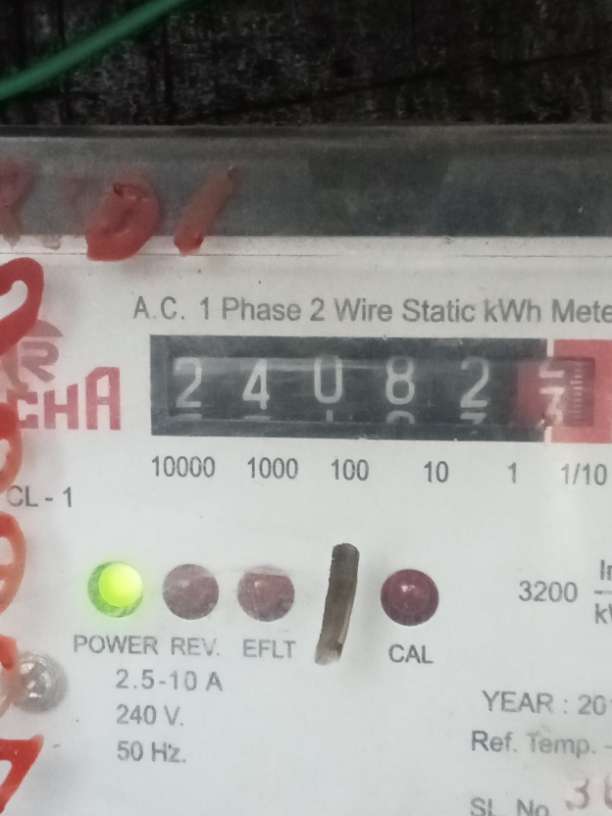 A.C. 1 Phase 2 Wire Static kWh Mete
CHA
24082
10000 1000 100 10 1 1/10
CL - 1
3200
POWER REV. EFLT CAL
2.5-10 A
240 V.
50 Hz.
YEAR : 20
Ref. Temp. -
SL. No